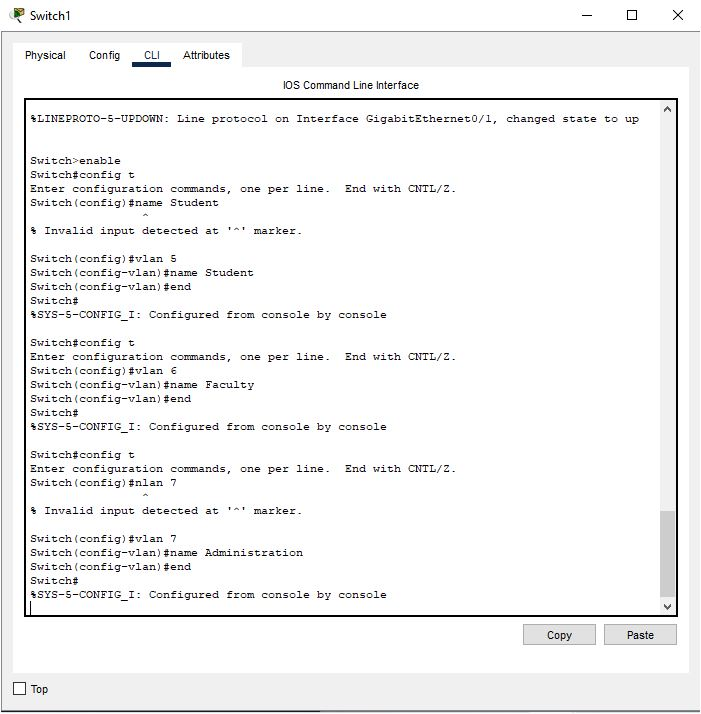 Switch1
Physical Config CLI Attributes
IOS Command Line Interface
%LINEPROTO-5-UPDOWN: Line protocol on Interface GigabitEthernet0/1, changed state to up
Switch>enable
Switch#config t
Enter configuration commands, one per line.  End with CNTL/Z.
Switch(config)#name Student
^
% Invalid input detected at '^' marker.
Switch(config)#vlan 5
Switch(config-vlan)#name Student
Switch(config-vlan)#end
Switch#
%SYS-5-CONFIG_I: Configured from console by console
Switch#config t
Enter configuration commands, one per line.  End with CNTL/Z.
Switch(config)#vlan 6
Switch(config-vlan)#name Faculty
Switch(config-vlan)#end
Switch#
%SYS-5-CONFIG_I: Configured from console by console
Switch#config t
Enter configuration commands, one per line.  End with CNTL/Z.
Switch(config)#nlan 7
^
% Invalid input detected at '^' marker.
Switch(config)#vlan 7
Switch(config-vlan)#name Administration
Switch(config-vlan)#end
Switch#
%SYS-5-CONFIG_I: Configured from console by console
Copy Paste
Top